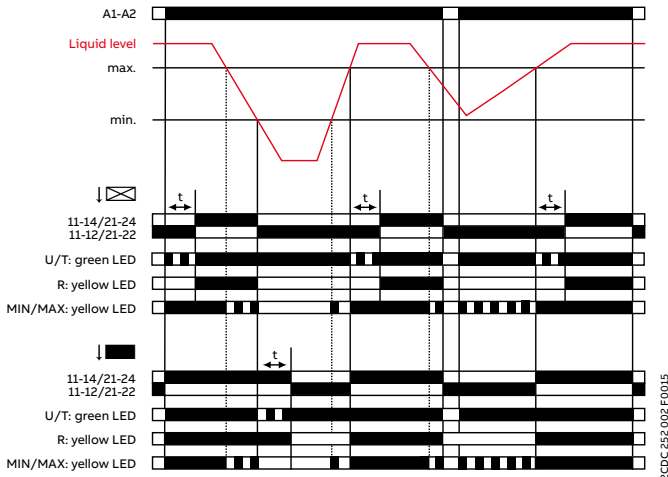 A1-A2
Liquid level
max.
min.
t
t
t
11-14/21-24
11-12/21-22
U/T: green LED
R: yellow LED
MIN/MAX: yellow LED
t
11-14/21-24
11-12/21-22
U/T: green LED
R: yellow LED
MIN/MAX: yellow LED
2CDC 252 002 F0015